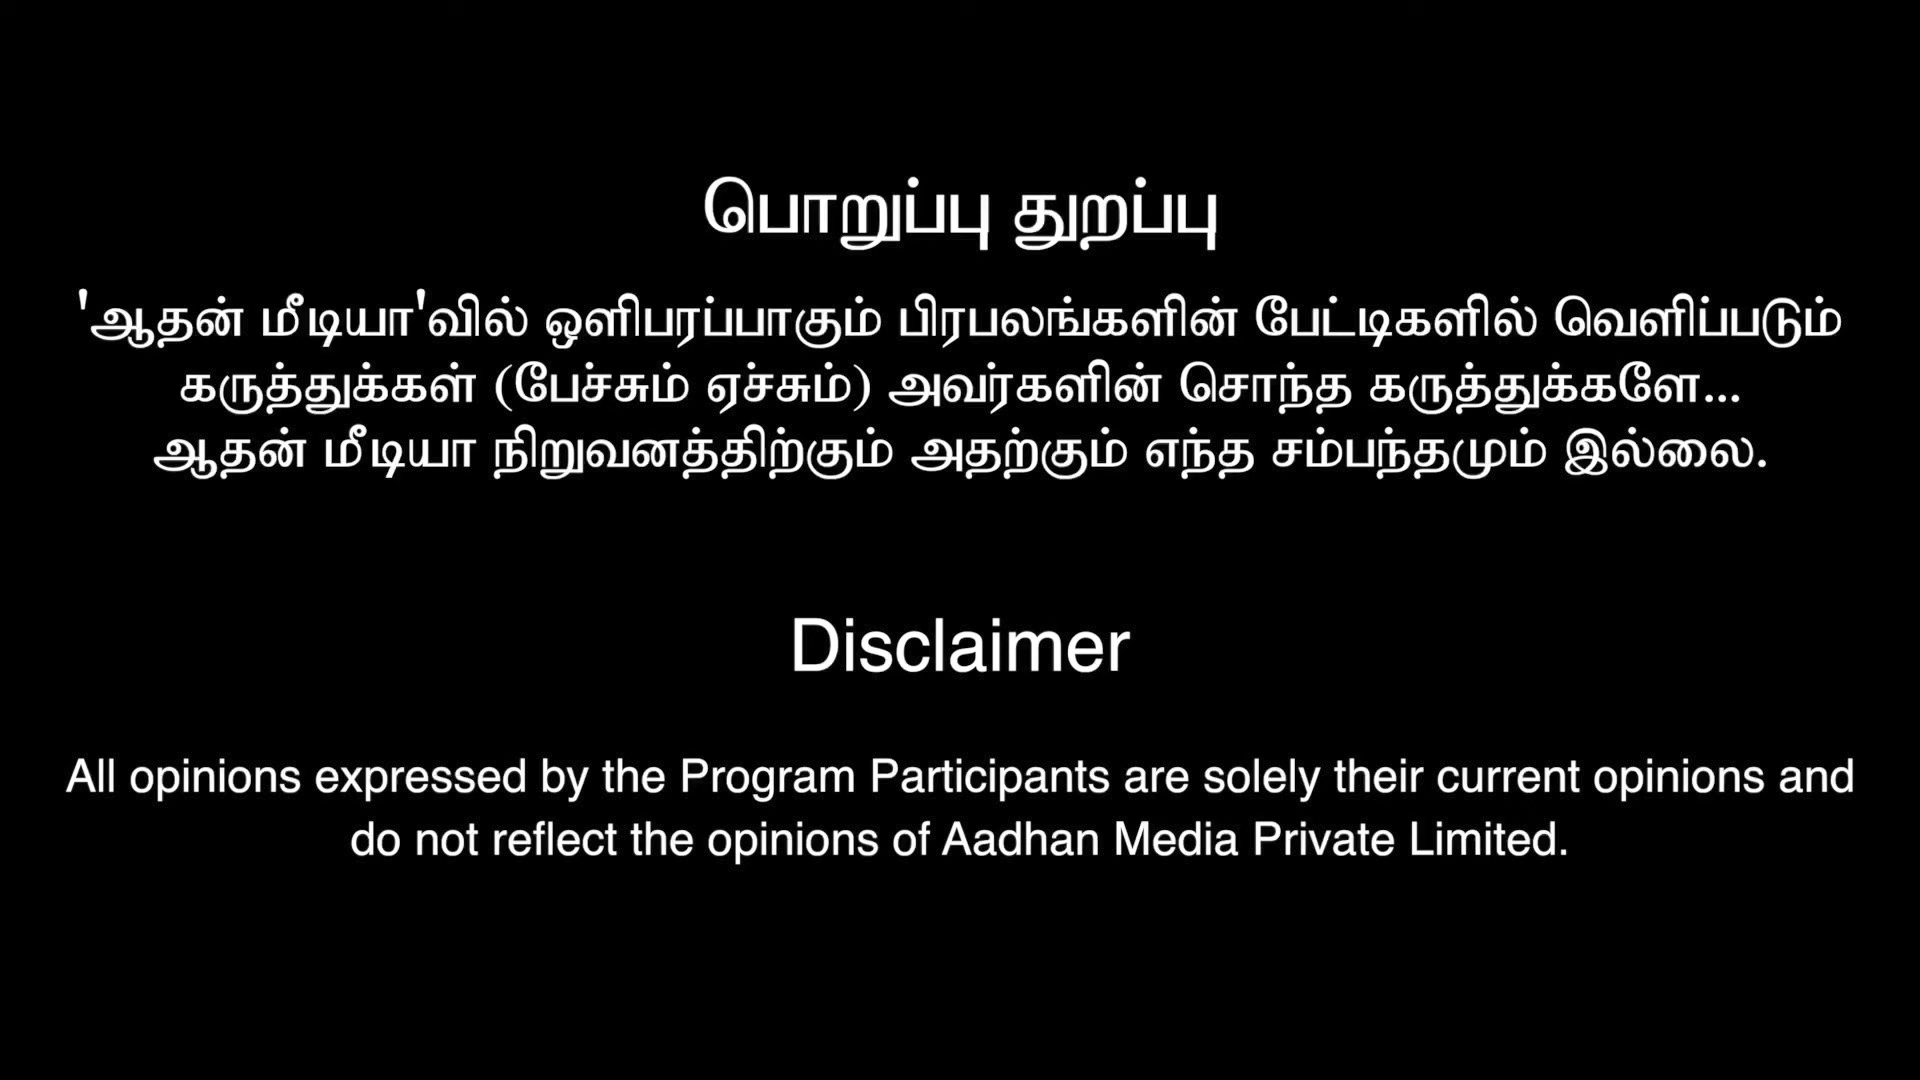 பொறுப்பு துறப்பு
'ஆதன் மீடியா'வில் ஒளிபரப்பாகும் பிரபலங்களின் பேட்டிகளில் வெளிப்படும்
கருத்துக்கள் (பேச்சும் ஏச்சும்) அவர்களின் சொந்த கருத்துக்களே...
ஆதன் மீடியா நிறுவனத்திற்கும் அதற்கும் எந்த சம்பந்தமும் இல்லை.
Disclaimer
All opinions expressed by the Program Participants are solely their current opinions and
do not reflect the opinions of Aadhan Media Private Limited.